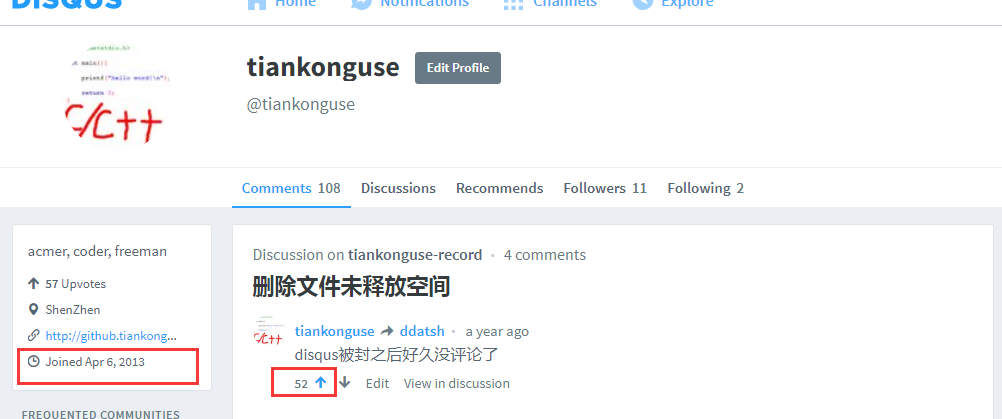 Disqus
Home Notifications Channels Explore
main(){
printf("hello word!\n");
return 0;
C/C++
tiankonguse Edit Profile
@tiankonguse
Comments 108 Discussions Recommends Followers 11 Following 2
acmer, coder, freeman
57 Upvotes
ShenZhen
http://github.tiankong...
Joined Apr 6, 2013
FREQUENTED COMMUNITIES
Discussion on tiankonguse-record • 4 comments
删除文件未释放空间
C/C++
tiankonguse ddatsh • a year ago
disqus被封之后好久没评论了
52 Edit View in discussion